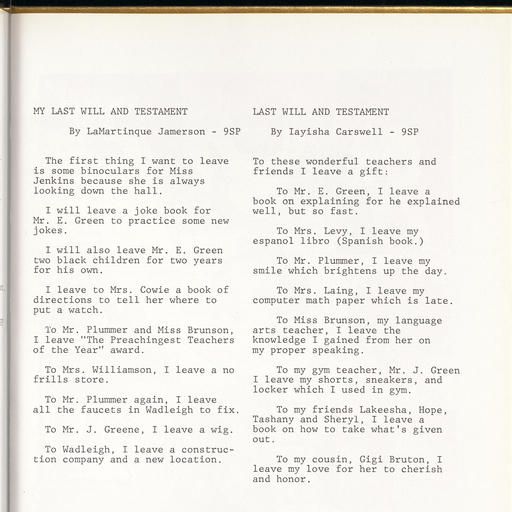 MY LAST WILL AND TESTAMENT
By LaMartinque Jamerson - 9SP
The first thing I want to leave
is some binoculars for Miss
Jenkins because she is always
looking down the hall.
I will leave a joke book for
Mr. E. Green to practice some new
jokes.
I will also leave Mr. E. Green
two black children for two years
for his own.
I leave to Mrs. Cowie a book of
directions to tell her where to
put a watch.
To Mr. Plummer and Miss Brunson,
I leave "The Preachingest Teachers
of the Year" award.
To Mrs. Williamson, I leave a no
frills store.
To Mr. Plummer again, I leave
all the faucets in Wadleigh to fix.
To Mr. J. Greene, I leave a wig.
To Wadleigh, I leave a construc-
tion company and a new location.
LAST WILL AND TESTAMENT
By Iayisha Carswell - 9SP
To these wonderful teachers and
friends I leave a gift:
To Mr. E. Green, I leave a
book on explaining for he explained
well, but so fast.
To Mrs. Levy, I leave my
espanol libro (Spanish book.)
To Mr. Plummer, I leave my
smile which brightens up the day.
To Mrs. Laing, I leave my
computer math paper which is late.
To Miss Brunson, my language
arts teacher, I leave the
knowledge I gained from her on
my proper speaking.
To my gym teacher, Mr. J. Green
I leave my shorts, sneakers, and
locker which I used in gym.
To my friends Lakeesha, Hope,
Tashany and Sheryl, I leave a
book on how to take what's given
out.
To my cousin, Gigi Bruton, I
leave my love for her to cherish
and honor.